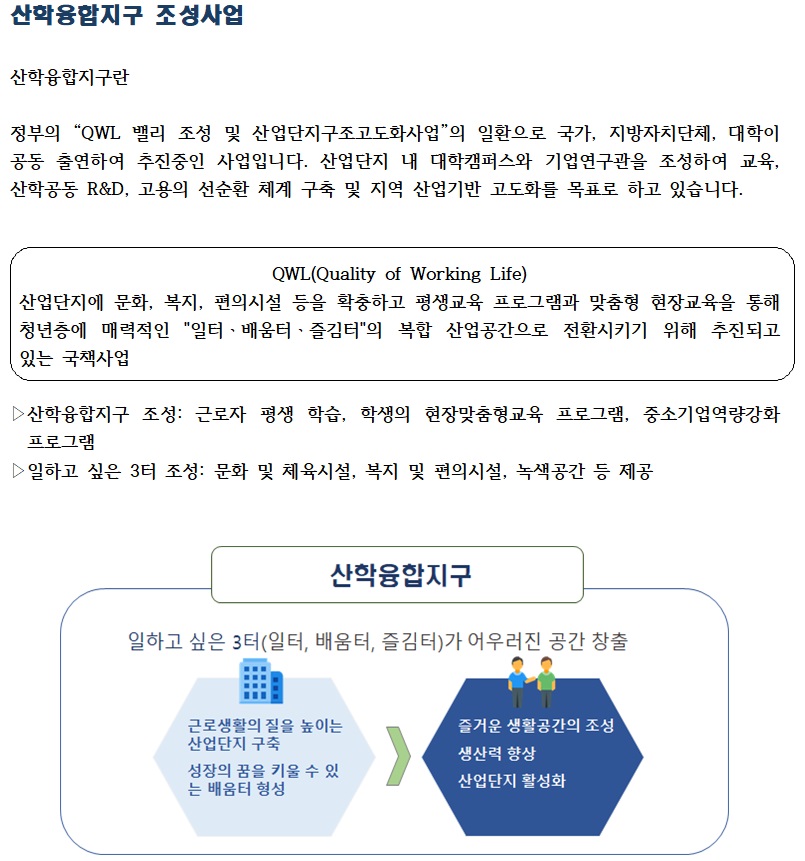 산학융합지구 조성사업
산학융합지구란
정부의 “QWL 밸리 조성 및 산업단지구조고도화사업”의 일환으로 국가, 지방자치단체, 대학이
공동 출연하여 추진중인 사업입니다. 산업단지 내 대학캠퍼스와 기업연구관을 조성하여 교육,
산학공동 R&D, 고용의 선순환 체계 구축 및 지역 산업기반 고도화를 목표로 하고 있습니다.
QWL(Quality of Working Life)
산업단지에 문화, 복지, 편의시설 등을 확충하고 평생교육 프로그램과 맞춤형 현장교육을 통해
청년층에 매력적인 "일터ㆍ배움터ㆍ즐김터"의 복합 산업공간으로 전환시키기 위해 추진되고
있는 국책사업
▷산학융합지구 조성: 근로자 평생 학습, 학생의 현장맞춤형교육 프로그램, 중소기업역량강화
프로그램
▷일하고 싶은 3터 조성: 문화 및 체육시설, 복지 및 편의시설, 녹색공간 등 제공
산학융합지구
일하고 싶은 3터(일터, 배움터, 즐김터)가 어우러진 공간 창출
근로생활의 질을 높이는
산업단지 구축
성장의 꿈을 키울 수 있
는 배움터 형성
즐거운 생활공간의 조성
생산력 향상
산업단지 활성화